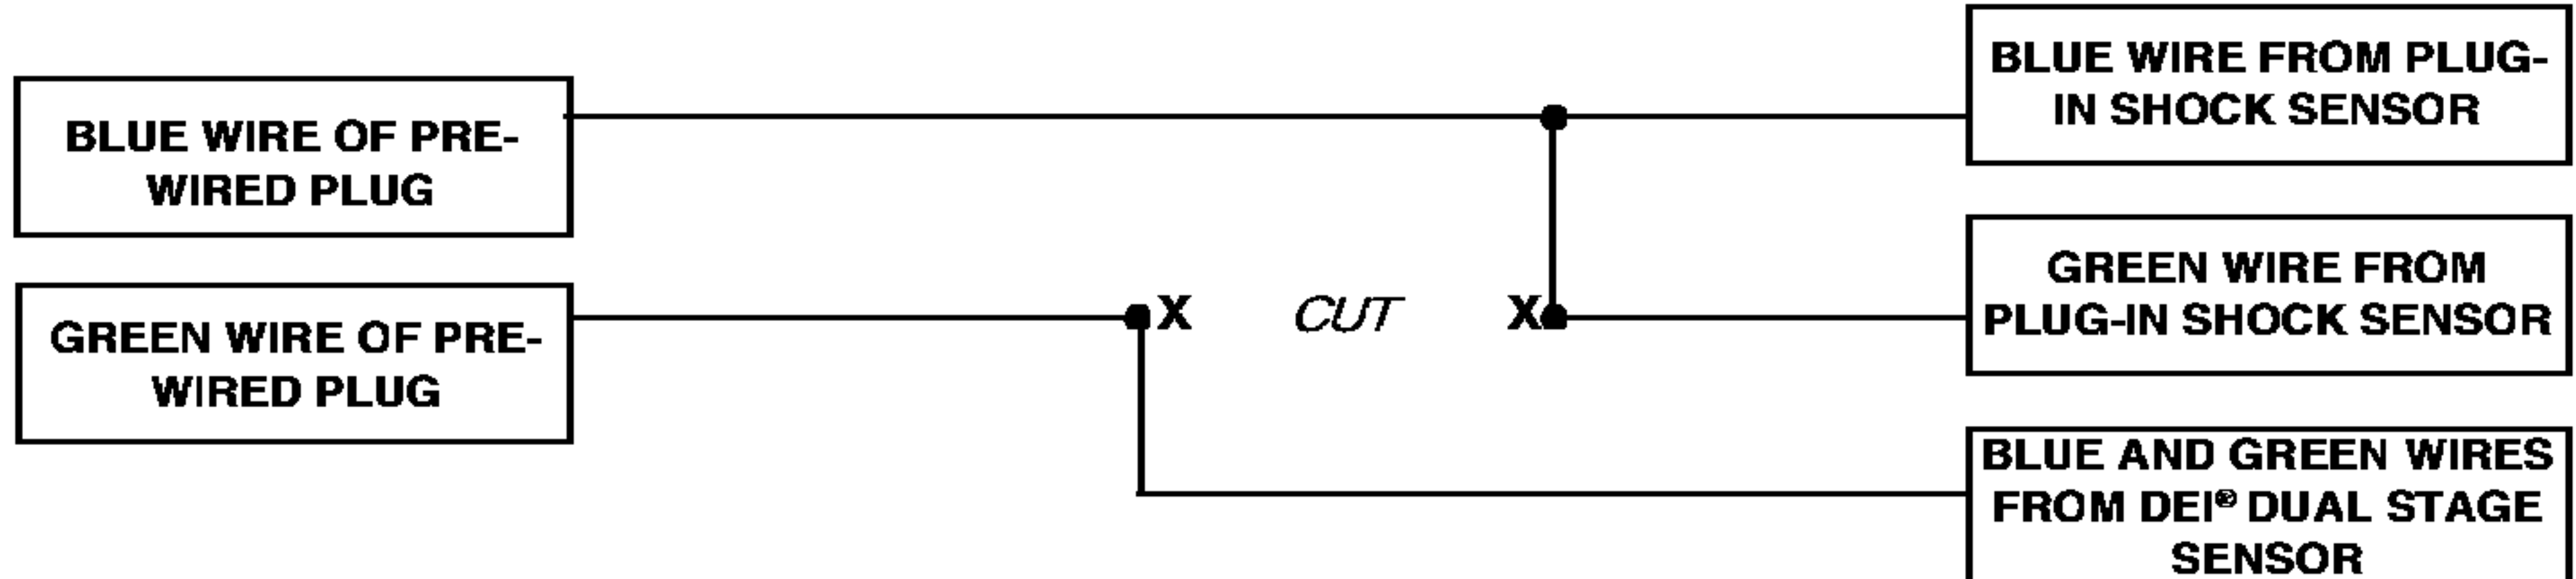 BLUE WIRE OF PRE-
WIRED PLUG
GREEN WIRE OF PRE-
WIRED PLUG
X CUT X
BLUE WIRE FROM PLUG-
IN SHOCK SENSOR
GREEN WIRE FROM
PLUG-IN SHOCK SENSOR
BLUE AND GREEN WIRES
FROM DEI® DUAL STAGE
SENSOR